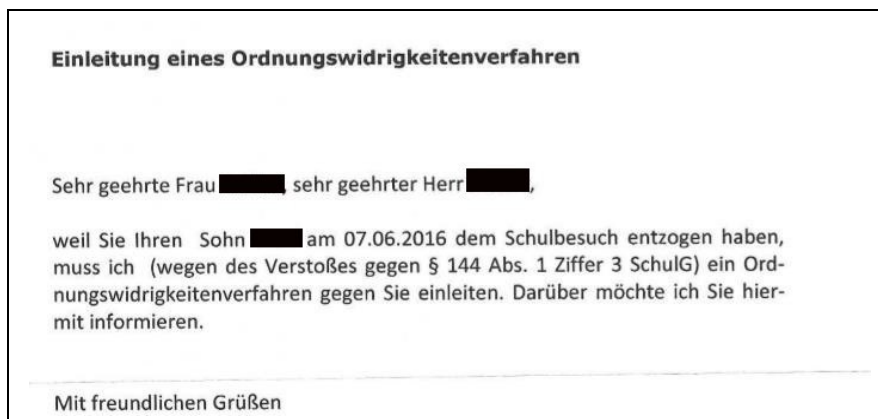 Einleitung eines Ordnungswidrigkeitenverfahren
Sehr geehrte Frau , sehr geehrter Herr ,
weil Sie Ihren Sohn am 07.06.2016 dem Schulbesuch entzogen haben,
muss ich (wegen des Verstoßes gegen § 144 Abs. 1 Ziffer 3 SchulG) ein Ord-
nungswidrigkeitenverfahren gegen Sie einleiten. Darüber möchte ich Sie hier-
mit informieren.
Mit freundlichen Grüßen